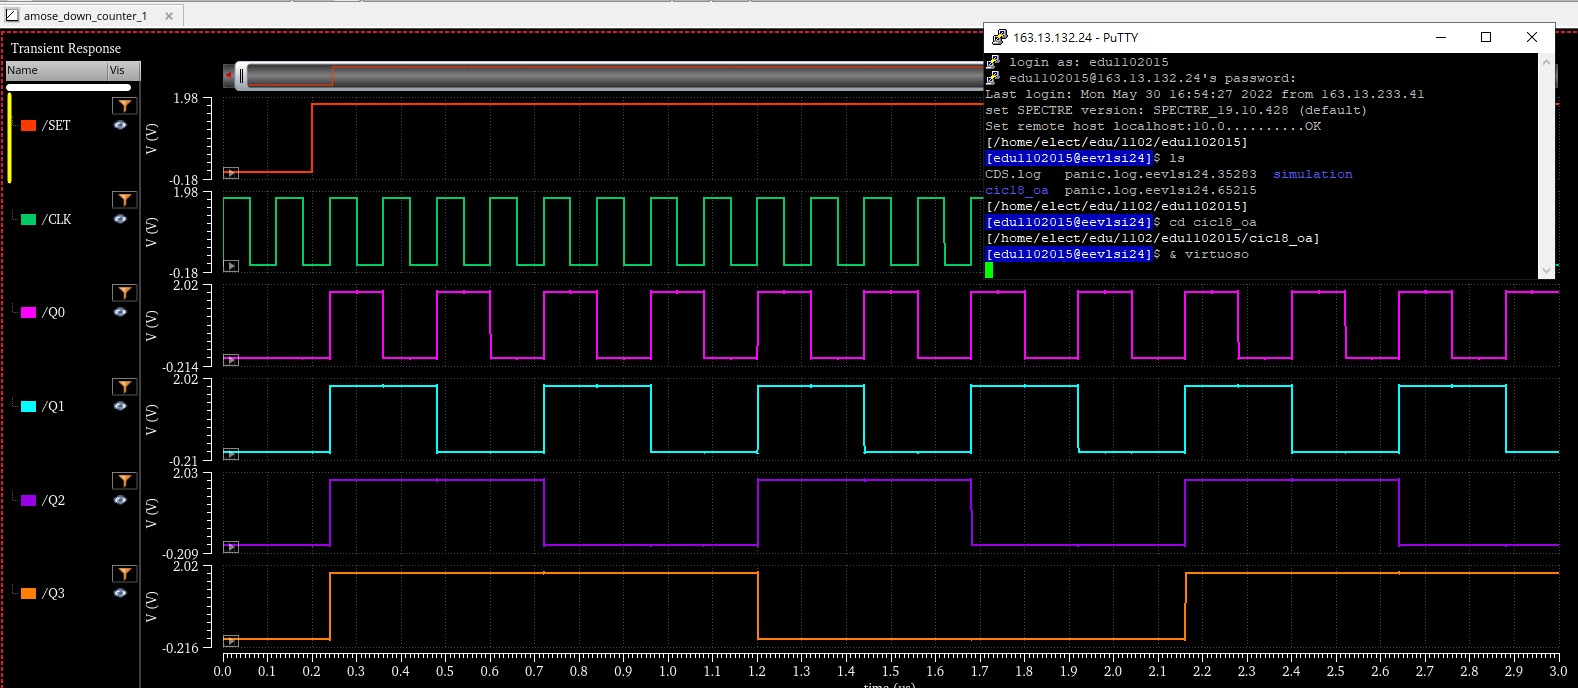 amose_down_counter_1
Transient Response
Name Vis
/SET
/CLK
/Q0
/Q1
/Q2
/Q3
1.98
V (V)
-0.18
1.98
V (V)
-0.18
2.02
V (V)
-0.214
2.02
V (V)
-0.21
2.03
V (V)
-0.209
2.02
V (V)
-0.216
0.0 0.1 0.2 0.3 0.4 0.5 0.6 0.7 0.8 0.9 1.0 1.1 1.2 1.3 1.4 1.5 1.6 1.7 1.8 1.9 2.0 2.1 2.2 2.3 2.4 2.5 2.6 2.7 2.8 2.9 3.0
time (us)
163.13.132.24 - PuTTY
login as: edu1102015
edu1102015@163.13.132.24's password:
Last login: Mon May 30 16:54:27 2022 from 163.13.233.41
set SPECTRE version: SPECTRE_19.10.428 (default)
Set remote host localhost:10.0..........OK
[/home/elect/edu/1102/edu1102015]
[edu1102015@eevlsi24]$ ls
CDS.log panic.log.eevlsi24.35283 simulation
cic18_oa panic.log.eevlsi24.65215
[/home/elect/edu/1102/edu1102015]
[edu1102015@eevlsi24]$ cd cic18_oa
[/home/elect/edu/1102/edu1102015/cic18_oa]
[edu1102015@eevlsi24]$ & virtuoso